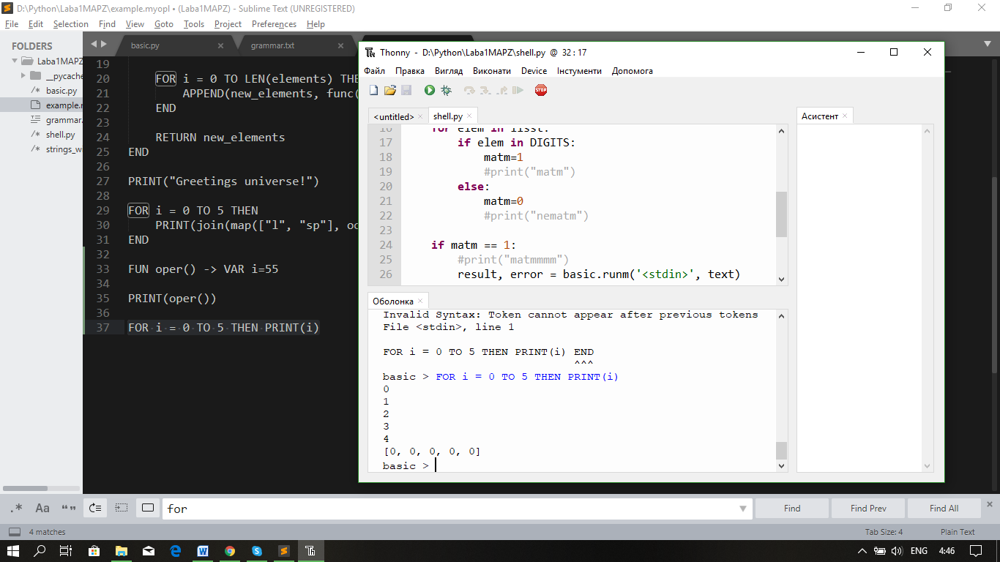 D:\Python\Laba1MAPZ\example.myopl • (Laba1MAPZ) - Sublime Text (UNREGISTERED)
File Edit Selection Find View Goto Tools Project Preferences Help
FOLDERS
Laba1MAPZ
__pycache
basic.py
example.r
grammar.
shell.py
strings_wi
basic.py
grammar.txt
19
20 FOR i = 0 TO LEN(elements) THE
21 APPEND(new_elements, func(
22 END
23
24 RETURN new_elements
25 END
26
27 PRINT("Greetings universe!")
28
29 FOR i = 0 TO 5 THEN
30 PRINT(join(map(["l", "sp"], oo
31 END
32
33 FUN oper() -> VAR i=55
34
35 PRINT(oper())
36
37 FOR i = 0 TO 5 THEN PRINT(i)
Thonny - D:\Python\Laba1MAPZ\shell.py @ 32 : 17
Файл Правка Вигляд Виконати Device Інстументи Допомога
STOP
<untitled> shell.py
16 for elem in lisst:
17 if elem in DIGITS:
18 matm=1
19 #print("matm")
20 else:
21 matm=0
22 #print("nematm")
23
24 if matm == 1:
25 #print("matmmmm")
26 result, error = basic.runm('<stdin>', text)
Асистент
Оболонка
Invalid Syntax: Token cannot appear after previous tokens
File <stdin>, line 1
FOR i = 0 TO 5 THEN PRINT(i) END
^^^
basic > FOR i = 0 TO 5 THEN PRINT(i)
0
1
2
3
4
[0, 0, 0, 0, 0]
basic >
.* Aa “” for Find Find Prev Find All
4 matches Tab Size: 4 Plain Text
ENG 4:46